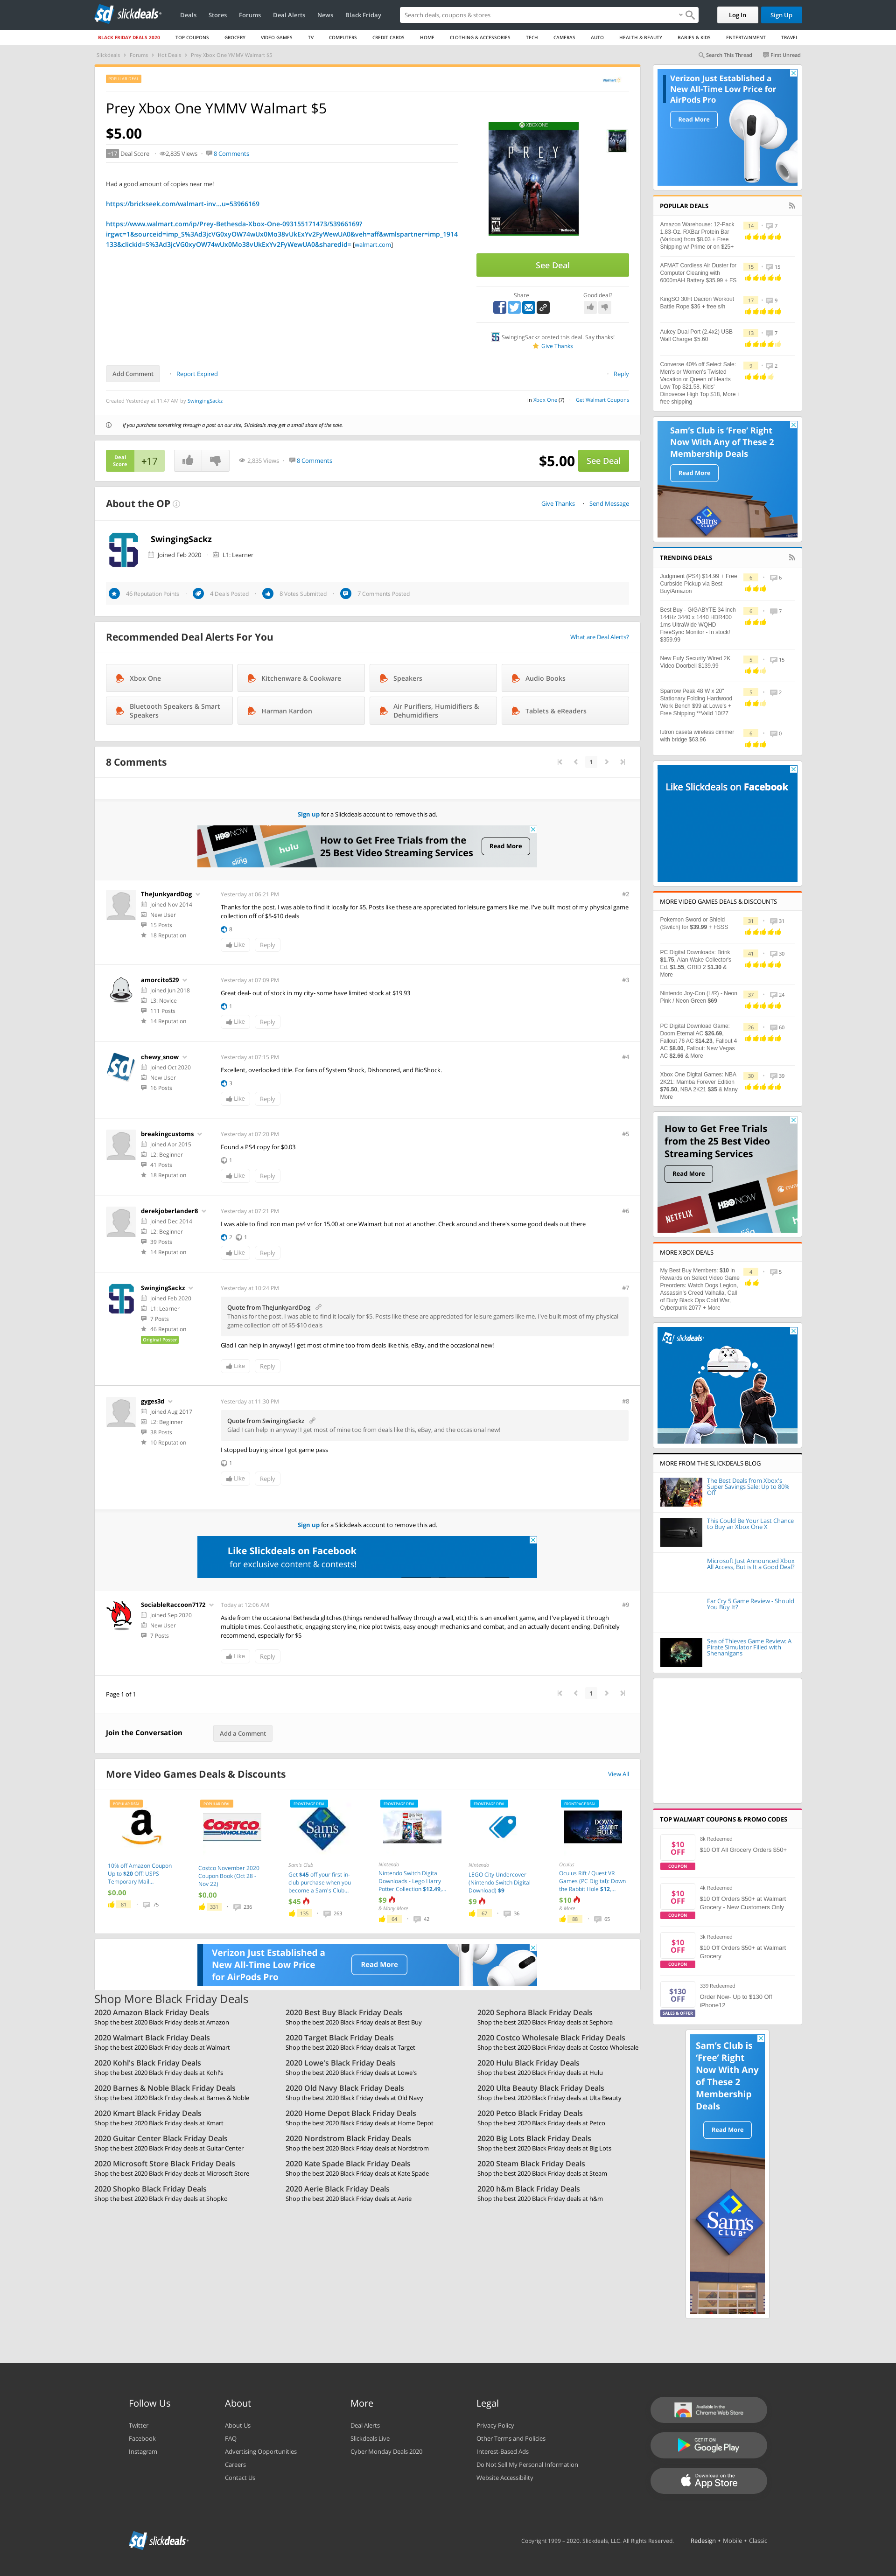 slickdeals
Deals
Stores
Forums
Deal Alerts
News
Black Friday
Search deals, coupons & stores
Log In
Sign Up
BLACK FRIDAY DEALS 2020
TOP COUPONS
GROCERY
VIDEO GAMES
TV
COMPUTERS
CREDIT CARDS
HOME
CLOTHING & ACCESSORIES
TECH
CAMERAS
AUTO
HEALTH & BEAUTY
BABIES & KIDS
ENTERTAINMENT
TRAVEL
Slickdeals
Forums
Hot Deals
Prey Xbox One YMMV Walmart $5
Search This Thread
First Unread
POPULAR DEAL
Walmart
Prey Xbox One YMMV Walmart $5
$5.00
+17 Deal Score
2,835 Views
8 Comments
Had a good amount of copies near me!
https://brickseek.com/walmart-inv...u=53966169
https://www.walmart.com/ip/Prey-Bethesda-Xbox-One-093155171473/53966169?
irgwc=1&sourceid=imp_S%3Ad3jcVG0xyOW74wUx0Mo38vUkExYv2FyWewUA0&veh=aff&wmlspartner=imp_1914
133&clickid=S%3Ad3jcVG0xyOW74wUx0Mo38vUkExYv2FyWewUA0&sharedid= [walmart.com]
XBOX ONE
PREY
Bethesda
See Deal
Share
Good deal?
SwingingSackz posted this deal. Say thanks!
Give Thanks
Add Comment
Report Expired
Reply
Created Yesterday at 11:47 AM by SwingingSackz
in Xbox One (7)
Get Walmart Coupons
If you purchase something through a post on our site, Slickdeals may get a small share of the sale.
Deal
Score
+17
2,835 Views
8 Comments
$5.00
See Deal
About the OP
Give Thanks
Send Message
SwingingSackz
Joined Feb 2020
L1: Learner
46 Reputation Points
4 Deals Posted
8 Votes Submitted
7 Comments Posted
Recommended Deal Alerts For You
What are Deal Alerts?
Xbox One
Kitchenware & Cookware
Speakers
Audio Books
Bluetooth Speakers & Smart
Speakers
Harman Kardon
Air Purifiers, Humidifiers &
Dehumidifiers
Tablets & eReaders
8 Comments
1
Sign up for a Slickdeals account to remove this ad.
HBO NOW
sling
hulu
How to Get Free Trials from the
25 Best Video Streaming Services
Read More
TheJunkyardDog
Joined Nov 2014
New User
15 Posts
18 Reputation
Yesterday at 06:21 PM
#2
Thanks for the post. I was able to find it locally for $5. Posts like these are appreciated for leisure gamers like me. I've built most of my physical game
collection off of $5-$10 deals
8
Like
Reply
amorcito529
Joined Jun 2018
L3: Novice
111 Posts
14 Reputation
Yesterday at 07:09 PM
#3
Great deal- out of stock in my city- some have limited stock at $19.93
1
Like
Reply
chewy_snow
Joined Oct 2020
New User
16 Posts
Yesterday at 07:15 PM
#4
Excellent, overlooked title. For fans of System Shock, Dishonored, and BioShock.
3
Like
Reply
breakingcustoms
Joined Apr 2015
L2: Beginner
41 Posts
18 Reputation
Yesterday at 07:20 PM
#5
Found a PS4 copy for $0.03
1
Like
Reply
derekjoberlander8
Joined Dec 2014
L2: Beginner
39 Posts
14 Reputation
Yesterday at 07:21 PM
#6
I was able to find iron man ps4 vr for 15.00 at one Walmart but not at another. Check around and there's some good deals out there
2
1
Like
Reply
SwingingSackz
Joined Feb 2020
L1: Learner
7 Posts
46 Reputation
Original Poster
Yesterday at 10:24 PM
#7
Quote from TheJunkyardDog
Thanks for the post. I was able to find it locally for $5. Posts like these are appreciated for leisure gamers like me. I've built most of my physical
game collection off of $5-$10 deals
Glad I can help in anyway! I get most of mine too from deals like this, eBay, and the occasional new!
Like
Reply
gyges3d
Joined Aug 2017
L2: Beginner
38 Posts
10 Reputation
Yesterday at 11:30 PM
#8
Quote from SwingingSackz
Glad I can help in anyway! I get most of mine too from deals like this, eBay, and the occasional new!
I stopped buying since I got game pass
1
Like
Reply
Sign up for a Slickdeals account to remove this ad.
Like Slickdeals on Facebook
for exclusive content & contests!
SociableRaccoon7172
Joined Sep 2020
New User
7 Posts
Today at 12:06 AM
#9
Aside from the occasional Bethesda glitches (things rendered halfway through a wall, etc) this is an excellent game, and I've played it through
multiple times. Cool aesthetic, engaging storyline, nice plot twists, easy enough mechanics and combat, and an actually decent ending. Definitely
recommend, especially for $5
Like
Reply
Page 1 of 1
1
Join the Conversation
Add a Comment
More Video Games Deals & Discounts
View All
POPULAR DEAL
10% off Amazon Coupon
Up to $20 Off! USPS
Temporary Mail...
$0.00
81
75
POPULAR DEAL
COSTCO
WHOLESALE
Costco November 2020
Coupon Book (Oct 28 -
Nov 22)
$0.00
331
236
FRONTPAGE DEAL
Sam's
CLUB
Sam's Club
Get $45 off your first in-
club purchase when you
become a Sam's Club...
$45
135
263
FRONTPAGE DEAL
Nintendo
Nintendo Switch Digital
Downloads - Lego Harry
Potter Collection $12.49,...
$9
& Many More
64
42
FRONTPAGE DEAL
Nintendo
LEGO City Undercover
(Nintendo Switch Digital
Download) $9
$9
67
36
FRONTPAGE DEAL
DOWN THE
RABBIT
HOLE
Oculus
Oculus Rift / Quest VR
Games (PC Digital): Down
the Rabbit Hole $12,...
$10
& More
88
65
Verizon Just Established a
New All-Time Low Price
for AirPods Pro
Read More
Shop More Black Friday Deals
2020 Amazon Black Friday Deals
Shop the best 2020 Black Friday deals at Amazon
2020 Best Buy Black Friday Deals
Shop the best 2020 Black Friday deals at Best Buy
2020 Sephora Black Friday Deals
Shop the best 2020 Black Friday deals at Sephora
2020 Walmart Black Friday Deals
Shop the best 2020 Black Friday deals at Walmart
2020 Target Black Friday Deals
Shop the best 2020 Black Friday deals at Target
2020 Costco Wholesale Black Friday Deals
Shop the best 2020 Black Friday deals at Costco Wholesale
2020 Kohl's Black Friday Deals
Shop the best 2020 Black Friday deals at Kohl's
2020 Lowe's Black Friday Deals
Shop the best 2020 Black Friday deals at Lowe's
2020 Hulu Black Friday Deals
Shop the best 2020 Black Friday deals at Hulu
2020 Barnes & Noble Black Friday Deals
Shop the best 2020 Black Friday deals at Barnes & Noble
2020 Old Navy Black Friday Deals
Shop the best 2020 Black Friday deals at Old Navy
2020 Ulta Beauty Black Friday Deals
Shop the best 2020 Black Friday deals at Ulta Beauty
2020 Kmart Black Friday Deals
Shop the best 2020 Black Friday deals at Kmart
2020 Home Depot Black Friday Deals
Shop the best 2020 Black Friday deals at Home Depot
2020 Petco Black Friday Deals
Shop the best 2020 Black Friday deals at Petco
2020 Guitar Center Black Friday Deals
Shop the best 2020 Black Friday deals at Guitar Center
2020 Nordstrom Black Friday Deals
Shop the best 2020 Black Friday deals at Nordstrom
2020 Big Lots Black Friday Deals
Shop the best 2020 Black Friday deals at Big Lots
2020 Microsoft Store Black Friday Deals
Shop the best 2020 Black Friday deals at Microsoft Store
2020 Kate Spade Black Friday Deals
Shop the best 2020 Black Friday deals at Kate Spade
2020 Steam Black Friday Deals
Shop the best 2020 Black Friday deals at Steam
2020 Shopko Black Friday Deals
Shop the best 2020 Black Friday deals at Shopko
2020 Aerie Black Friday Deals
Shop the best 2020 Black Friday deals at Aerie
2020 h&m Black Friday Deals
Shop the best 2020 Black Friday deals at h&m
Verizon Just Established a
New All-Time Low Price for
AirPods Pro
Read More
POPULAR DEALS
Amazon Warehouse: 12-Pack
1.83-Oz. RXBar Protein Bar
(Various) from $8.03 + Free
Shipping w/ Prime or on $25+
14
7
AFMAT Cordless Air Duster for
Computer Cleaning with
6000mAH Battery $35.99 + FS
15
15
KingSO 30Ft Dacron Workout
Battle Rope $36 + free s/h
17
9
Aukey Dual Port (2.4x2) USB
Wall Charger $5.60
13
7
Converse 40% off Select Sale:
Men's or Women's Twisted
Vacation or Queen of Hearts
Low Top $21.58, Kids'
Dinoverse High Top $18, More +
free shipping
9
2
Sam's Club is 'Free' Right
Now With Any of These 2
Membership Deals
Read More
Sam's
CLUB
TRENDING DEALS
Judgment (PS4) $14.99 + Free
Curbside Pickup via Best
Buy/Amazon
6
6
Best Buy - GIGABYTE 34 inch
144Hz 3440 x 1440 HDR400
1ms UltraWide WQHD
FreeSync Monitor - In stock!
$359.99
6
7
New Eufy Security Wired 2K
Video Doorbell $139.99
5
15
Sparrow Peak 48 W x 20"
Stationary Folding Hardwood
Work Bench $99 at Lowe's +
Free Shipping **Valid 10/27
5
2
lutron caseta wireless dimmer
with bridge $63.96
6
0
Like Slickdeals on Facebook
MORE VIDEO GAMES DEALS & DISCOUNTS
Pokemon Sword or Shield
(Switch) for $39.99 + FSSS
31
31
PC Digital Downloads: Brink
$1.75, Alan Wake Collector's
Ed. $1.55, GRID 2 $1.30 &
More
41
30
Nintendo Joy-Con (L/R) - Neon
Pink / Neon Green $69
37
24
PC Digital Download Game:
Doom Eternal AC $26.69,
Fallout 76 AC $14.23, Fallout 4
AC $8.00, Fallout: New Vegas
AC $2.66 & More
26
60
Xbox One Digital Games: NBA
2K21: Mamba Forever Edition
$76.50, NBA 2K21 $35 & Many
More
30
39
How to Get Free Trials
from the 25 Best Video
Streaming Services
Read More
NETFLIX
HBO NOW
MORE XBOX DEALS
My Best Buy Members: $10 in
Rewards on Select Video Game
Preorders: Watch Dogs Legion,
Assassin's Creed Valhalla, Call
of Duty Black Ops Cold War,
Cyberpunk 2077 + More
4
5
slickdeals
MORE FROM THE SLICKDEALS BLOG
The Best Deals from Xbox's
Super Savings Sale: Up to 80%
Off
This Could Be Your Last Chance
to Buy an Xbox One X
Microsoft Just Announced Xbox
All Access, But is It a Good Deal?
Far Cry 5 Game Review - Should
You Buy It?
Sea of Thieves Game Review: A
Pirate Simulator Filled with
Shenanigans
TOP WALMART COUPONS & PROMO CODES
$10
OFF
COUPON
8k Redeemed
$10 Off All Grocery Orders $50+
$10
OFF
COUPON
4k Redeemed
$10 Off Orders $50+ at Walmart
Grocery - New Customers Only
$10
OFF
COUPON
3k Redeemed
$10 Off Orders $50+ at Walmart
Grocery
$130
OFF
SALES & OFFER
339 Redeemed
Order Now- Up to $130 Off
iPhone12
Sam's Club is
'Free' Right
Now With Any
of These 2
Membership
Deals
Read More
Sam's
CLUB
Follow Us
Twitter
Facebook
Instagram
About
About Us
FAQ
Advertising Opportunities
Careers
Contact Us
More
Deal Alerts
Slickdeals Live
Cyber Monday Deals 2020
Legal
Privacy Policy
Other Terms and Policies
Interest-Based Ads
Do Not Sell My Personal Information
Website Accessibility
Available in the
Chrome Web Store
GET IT ON
Google Play
Download on the
App Store
slickdeals
Copyright 1999 - 2020. Slickdeals, LLC. All Rights Reserved.
Redesign • Mobile • Classic